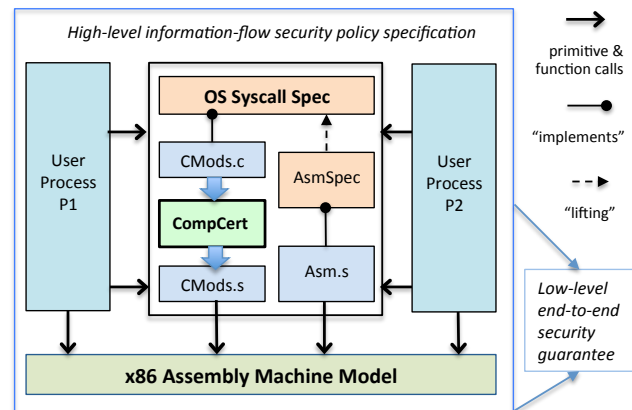 High-level information-flow security policy specification
OS Syscall Spec
User
Process
P1
CMods.c
CompCert
CMods.s
AsmSpec
Asm.s
User
Process
P2
x86 Assembly Machine Model
primitive &
function calls
“implements”
“lifting”
Low-level
end-to-end
security
guarantee